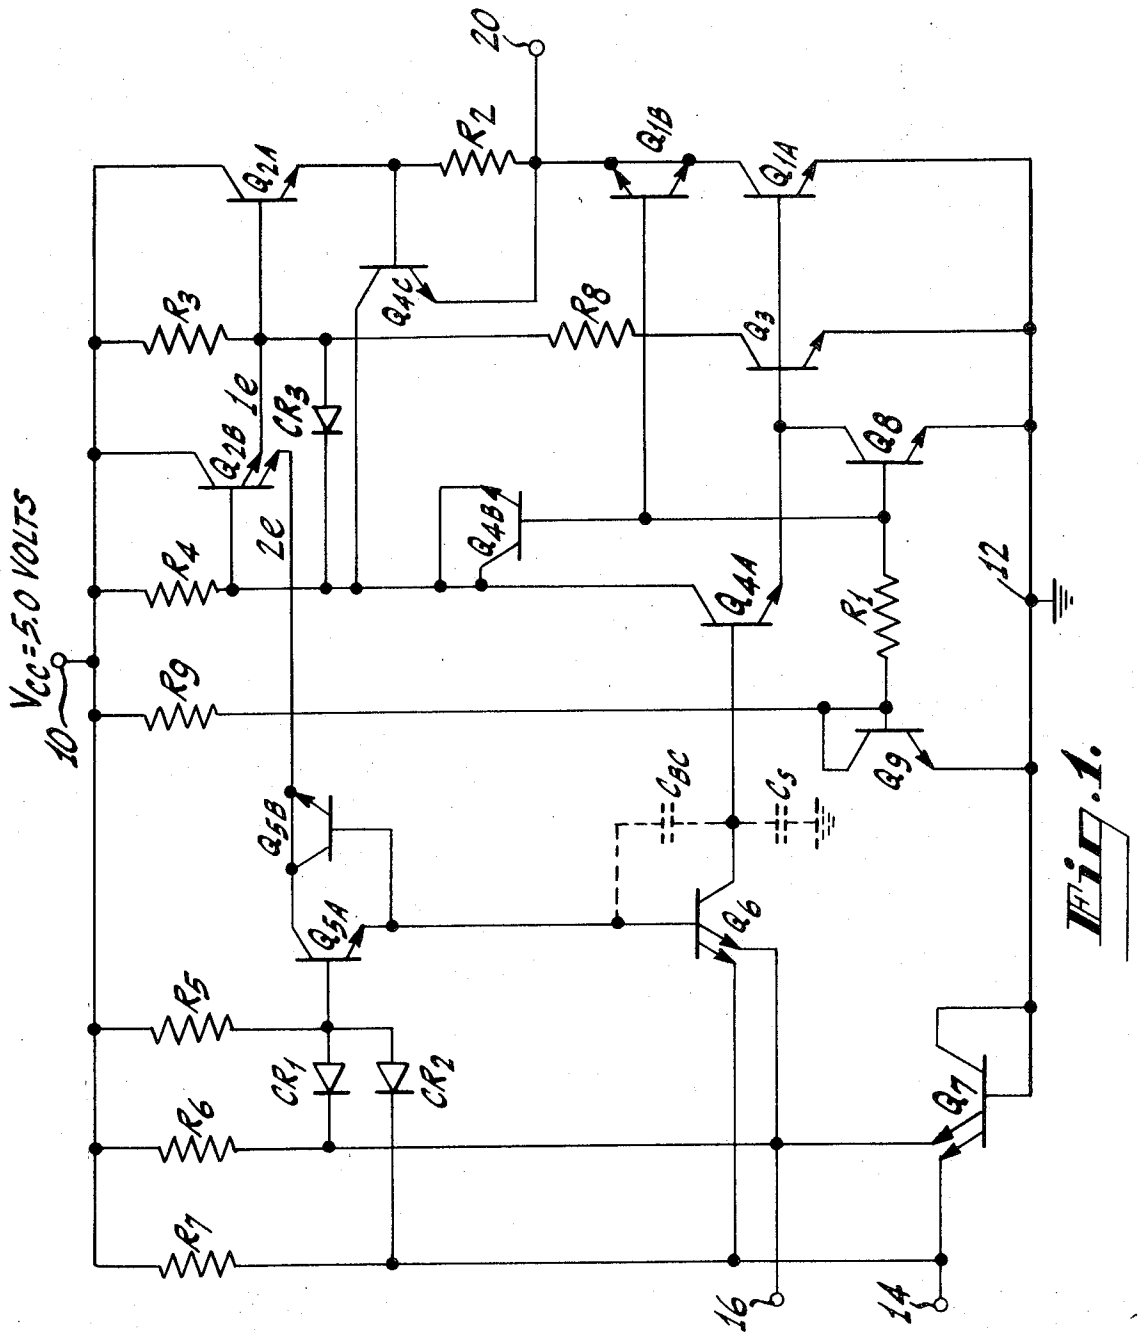 VCC=5.0 VOLTS
10
20
R3
R4
R9
R5
R6
R7
Q2A
Q2B
1e
2e
CR3
Q4C
R2
R8
Q1B
Q1A
Q3
Q4B
Q4A
Q8
R1
Q9
12
Q5B
Q5A
CBC
CS
Q6
CR1
CR2
Q7
16
14
Fig.1.